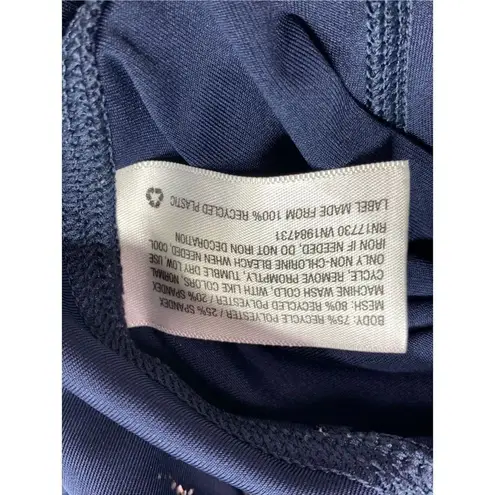 BODY: 75% RECYCLE POLYESTER / 25% SPANDEX
MESH: 80% RECYCLED POLYESTER / 20% SPANDEX
MACHINE WASH COLD, WITH LIKE COLORS, NORMAL
CYCLE, REMOVE PROMPTLY, TUMBLE DRY LOW, USE
ONLY NON-CHLORINE BLEACH WHEN NEEDED, COOL
IRON IF NEEDED, DO NOT IRON DECORATION
RN17730 VN1984731
LABEL MADE FROM 100% RECYCLED PLASTIC